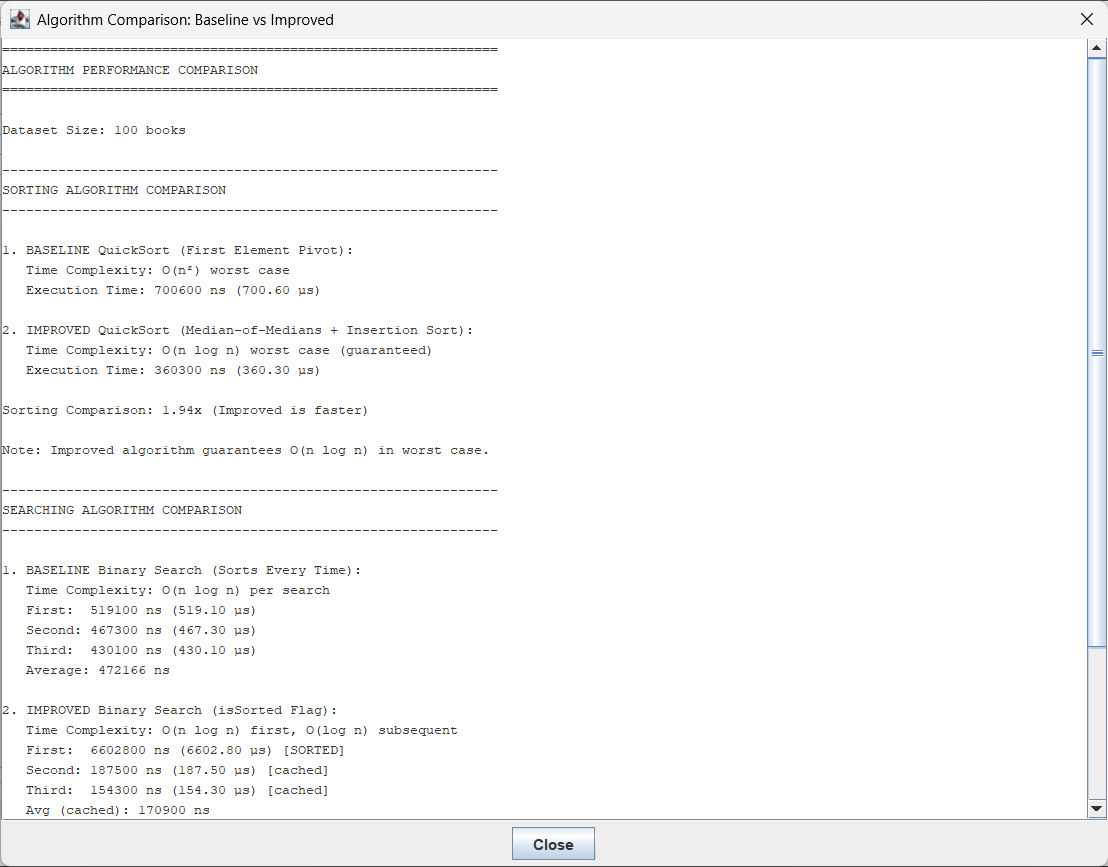 Algorithm Comparison: Baseline vs Improved
==============================================================
ALGORITHM PERFORMANCE COMPARISON
==============================================================
Dataset Size: 100 books
--------------------------------------------------------------
SORTING ALGORITHM COMPARISON
--------------------------------------------------------------
1. BASELINE QuickSort (First Element Pivot):
Time Complexity: O(n²) worst case
Execution Time: 700600 ns (700.60 µs)
2. IMPROVED QuickSort (Median-of-Medians + Insertion Sort):
Time Complexity: O(n log n) worst case (guaranteed)
Execution Time: 360300 ns (360.30 µs)
Sorting Comparison: 1.94x (Improved is faster)
Note: Improved algorithm guarantees O(n log n) in worst case.
--------------------------------------------------------------
SEARCHING ALGORITHM COMPARISON
--------------------------------------------------------------
1. BASELINE Binary Search (Sorts Every Time):
Time Complexity: O(n log n) per search
First:  519100 ns (519.10 µs)
Second: 467300 ns (467.30 µs)
Third:  430100 ns (430.10 µs)
Average: 472166 ns
2. IMPROVED Binary Search (isSorted Flag):
Time Complexity: O(n log n) first, O(log n) subsequent
First:  6602800 ns (6602.80 µs) [SORTED]
Second: 187500 ns (187.50 µs) [cached]
Third:  154300 ns (154.30 µs) [cached]
Avg (cached): 170900 ns
Close